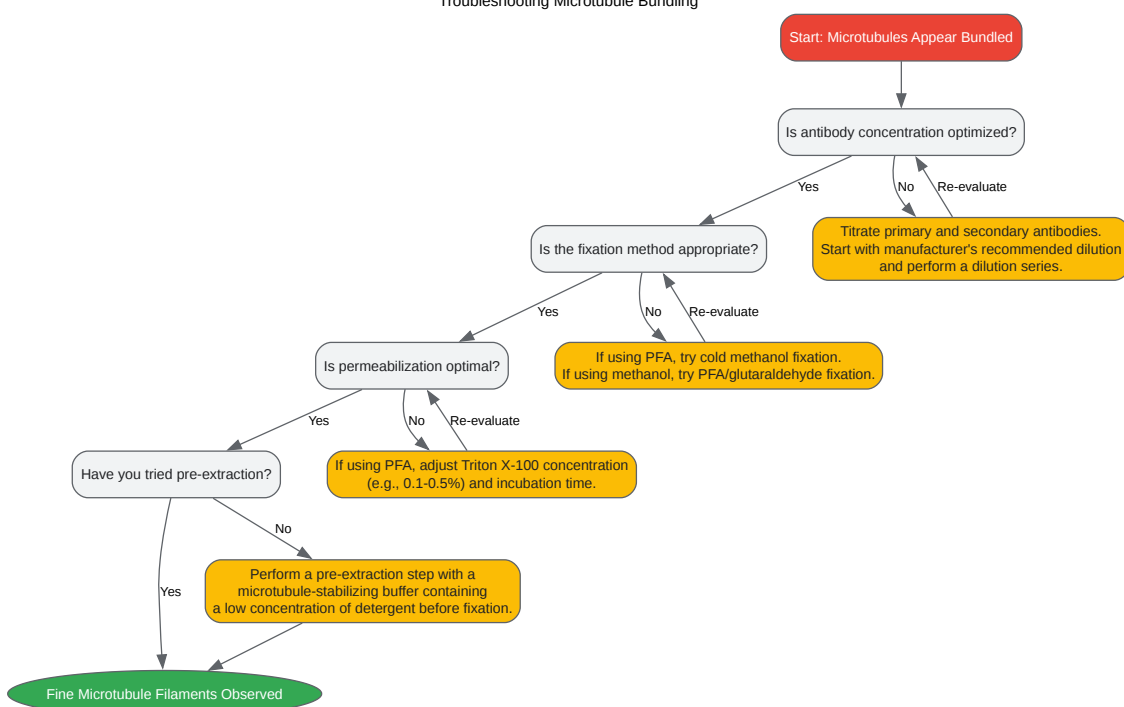 Troubleshooting Microtubule Bundling
Start: Microtubules Appear Bundled
Is antibody concentration optimized?
Yes
No
Re-evaluate
Titrate primary and secondary antibodies.
Start with manufacturer's recommended dilution
and perform a dilution series.
Is the fixation method appropriate?
Yes
No
Re-evaluate
If using PFA, try cold methanol fixation.
If using methanol, try PFA/glutaraldehyde fixation.
Is permeabilization optimal?
Yes
No
Re-evaluate
If using PFA, adjust Triton X-100 concentration
(e.g., 0.1-0.5%) and incubation time.
Have you tried pre-extraction?
No
Yes
Perform a pre-extraction step with a
microtubule-stabilizing buffer containing
a low concentration of detergent before fixation.
Fine Microtubule Filaments Observed